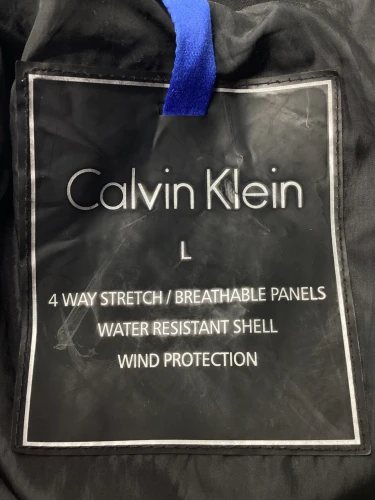 Calvin Klein
L
4 WAY STRETCH / BREATHABLE PANELS
WATER RESISTANT SHELL
WIND PROTECTION